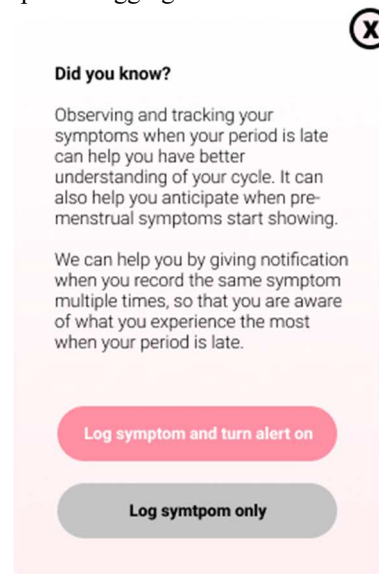 X
Did you know?
Observing and tracking your
symptoms when your period is late
can help you have better
understanding of your cycle. It can
also help you anticipate when pre-
menstrual symptoms start showing.
We can help you by giving notification
when you record the same symptom
multiple times, so that you are aware
of what you experience the most
when your period is late.
Log symptom and turn alert on
Log symtpom only